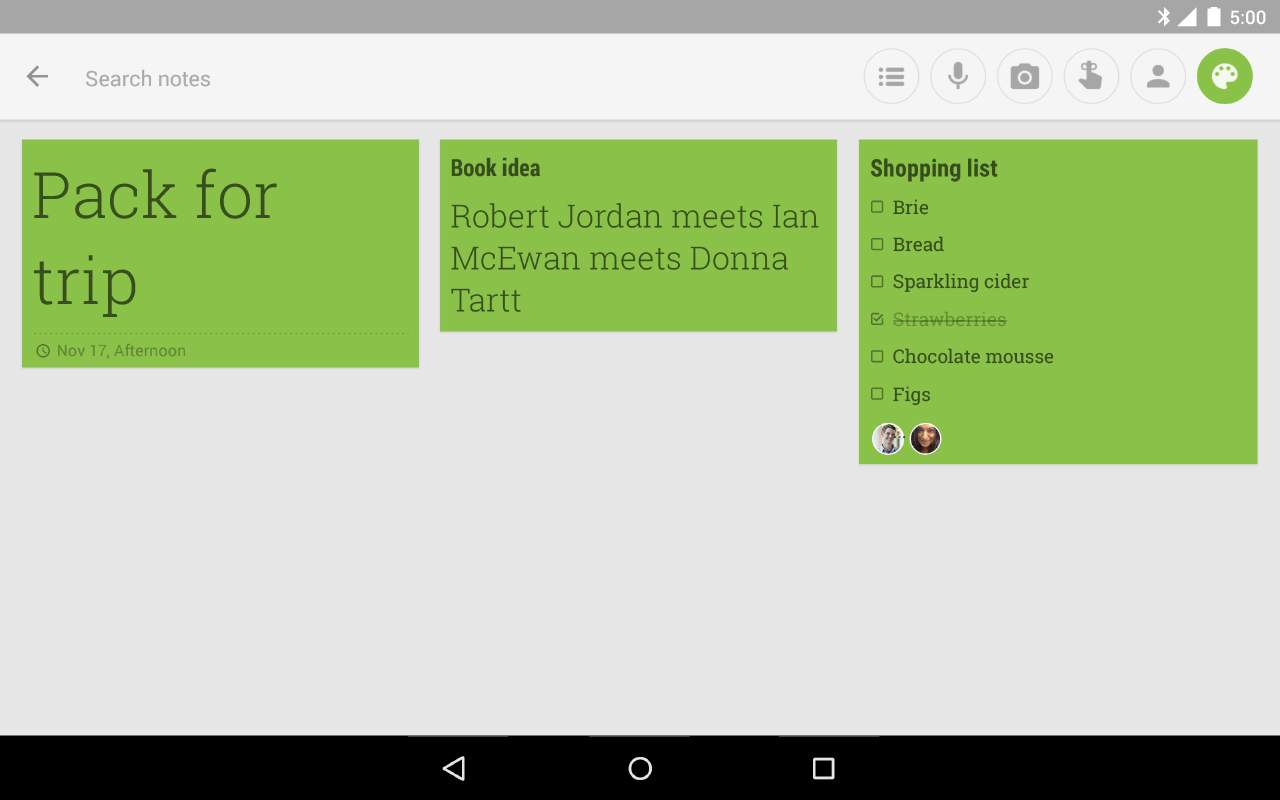 5:00
Search notes
Pack for
trip
Nov 17, Afternoon
Book idea
Robert Jordan meets Ian
McEwan meets Donna
Tartt
Shopping list
Brie
Bread
Sparkling cider
Strawberries
Chocolate mousse
Figs